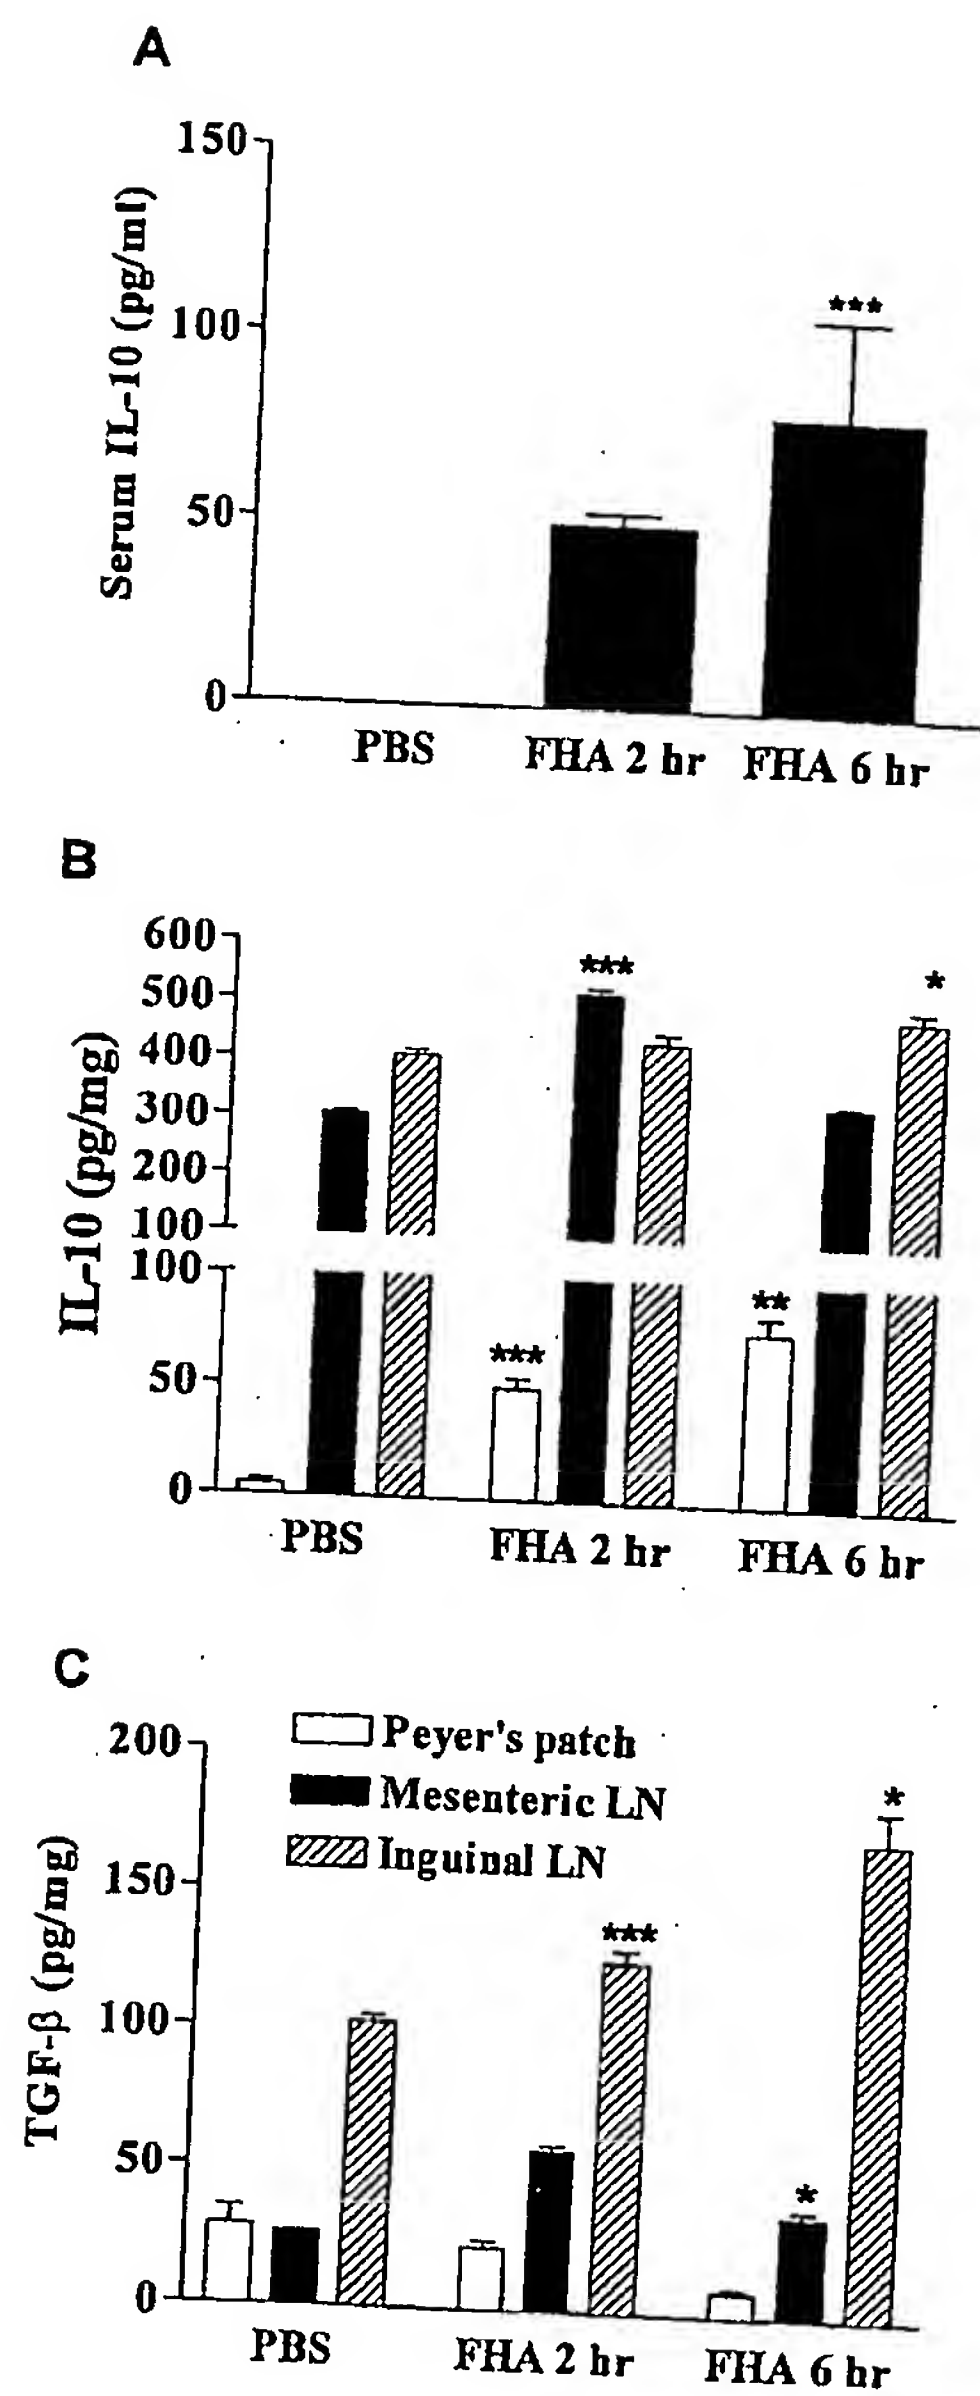 A
150
100
50
0
Serum IL-10 (pg/ml)
***
PBS FHA 2 hr FHA 6 hr
B
600
500
400
300
200
100
100
50
0
IL-10 (pg/mg)
*** *
*** **
PBS FHA 2 hr FHA 6 hr
C
200
150
100
50
0
TGF-β (pg/mg)
Peyer's patch
Mesenteric LN
Inguinal LN
*
***
*
PBS FHA 2 hr FHA 6 hr